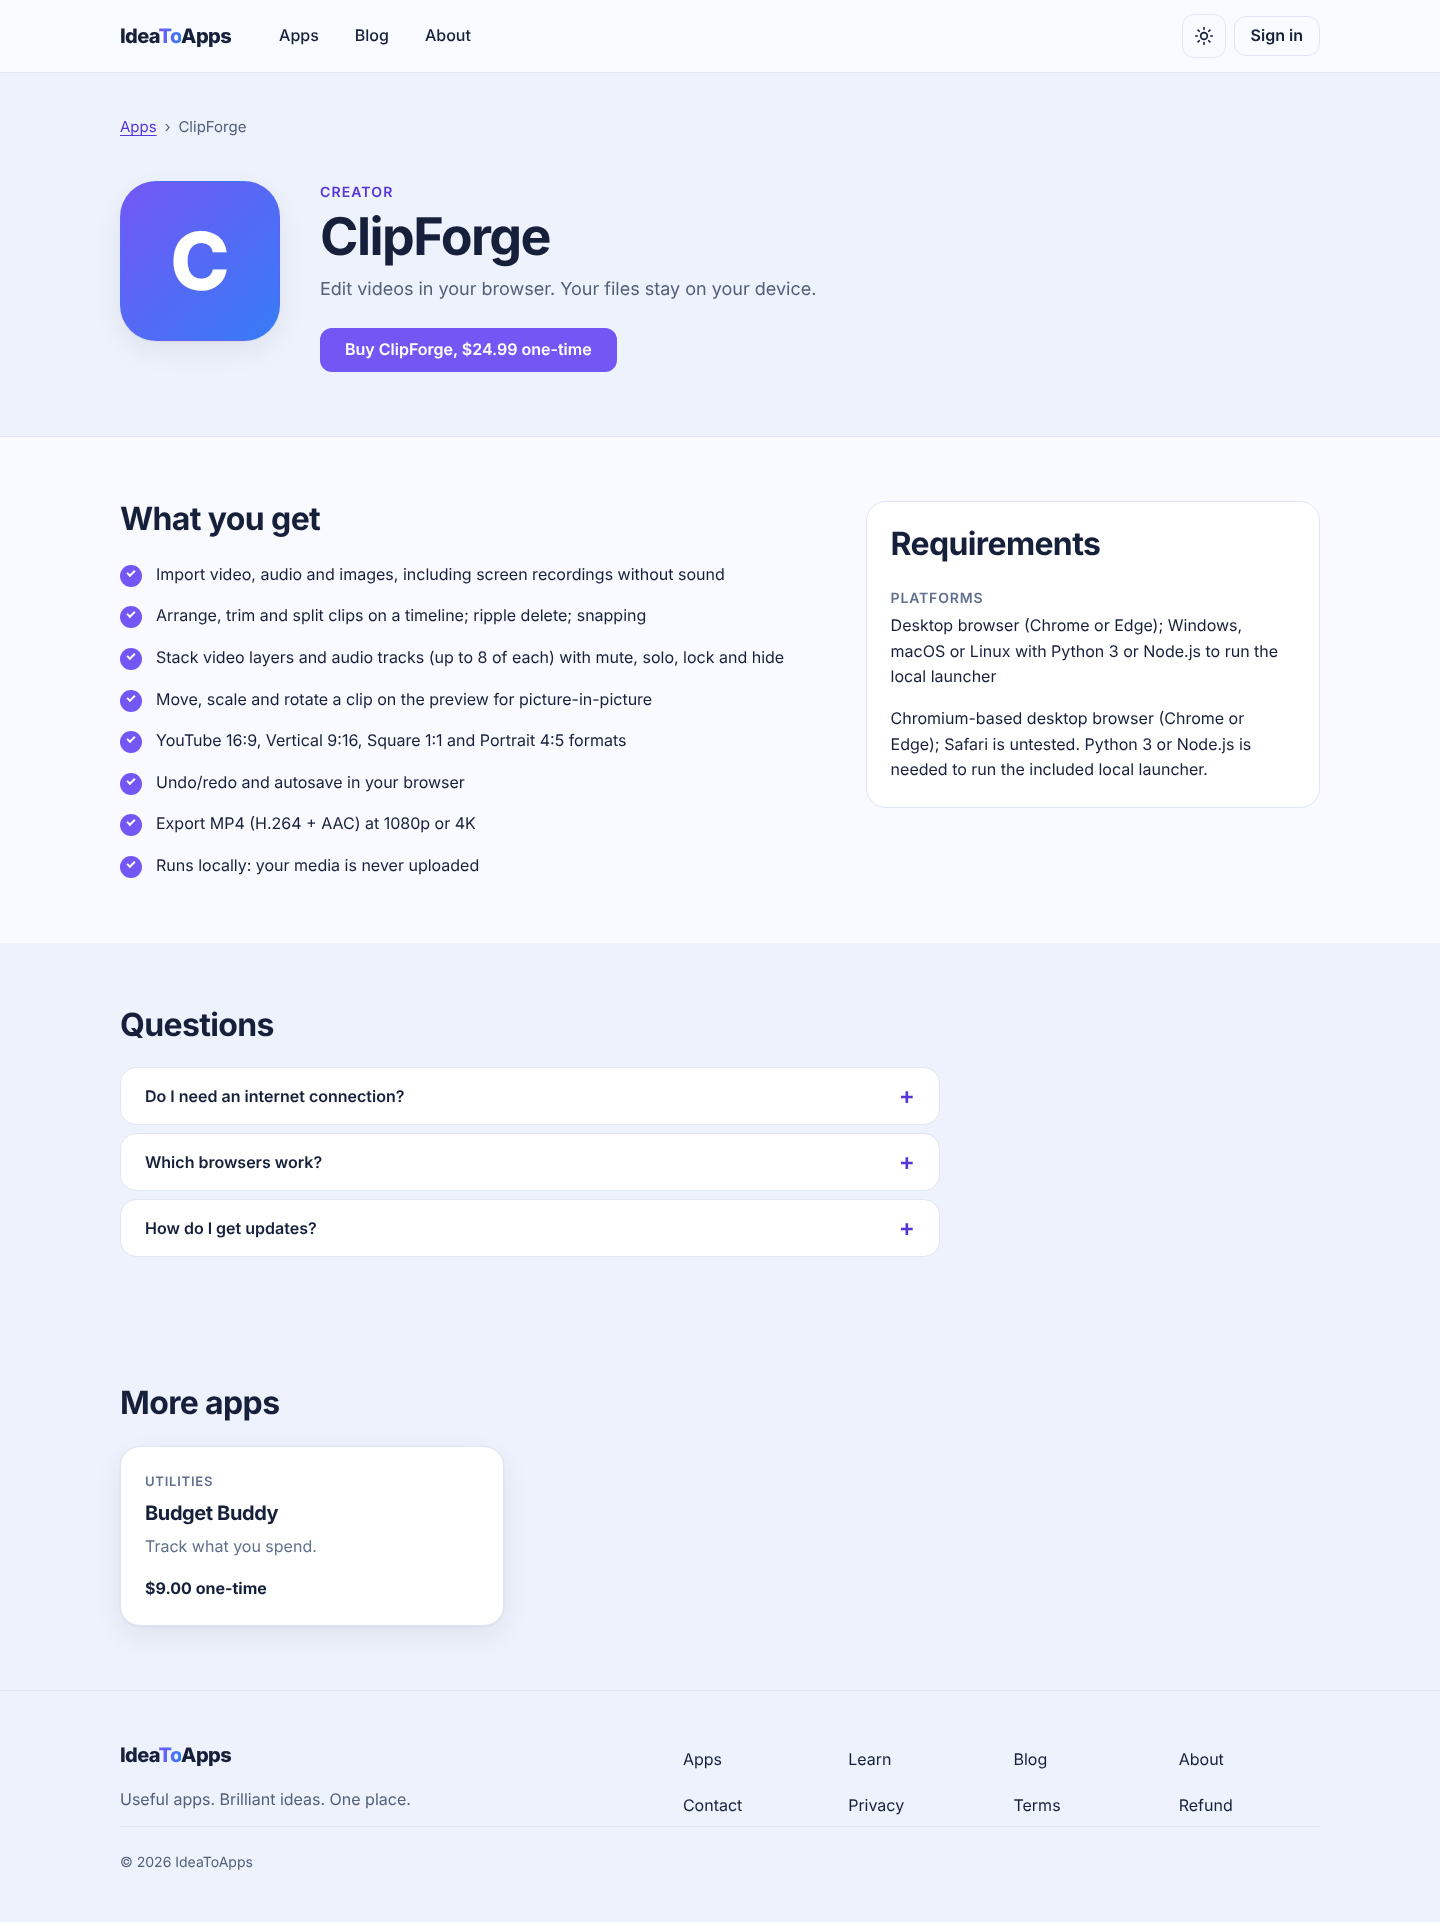 IdeaToApps
Apps
Blog
About
Sign in
Apps › ClipForge
C
CREATOR
ClipForge
Edit videos in your browser. Your files stay on your device.
Buy ClipForge, $24.99 one-time
What you get
Import video, audio and images, including screen recordings without sound
Arrange, trim and split clips on a timeline; ripple delete; snapping
Stack video layers and audio tracks (up to 8 of each) with mute, solo, lock and hide
Move, scale and rotate a clip on the preview for picture-in-picture
YouTube 16:9, Vertical 9:16, Square 1:1 and Portrait 4:5 formats
Undo/redo and autosave in your browser
Export MP4 (H.264 + AAC) at 1080p or 4K
Runs locally: your media is never uploaded
Requirements
PLATFORMS
Desktop browser (Chrome or Edge); Windows,
macOS or Linux with Python 3 or Node.js to run the
local launcher
Chromium-based desktop browser (Chrome or
Edge); Safari is untested. Python 3 or Node.js is
needed to run the included local launcher.
Questions
Do I need an internet connection? +
Which browsers work? +
How do I get updates? +
More apps
UTILITIES
Budget Buddy
Track what you spend.
$9.00 one-time
IdeaToApps
Useful apps. Brilliant ideas. One place.
Apps
Learn
Blog
About
Contact
Privacy
Terms
Refund
© 2026 IdeaToApps